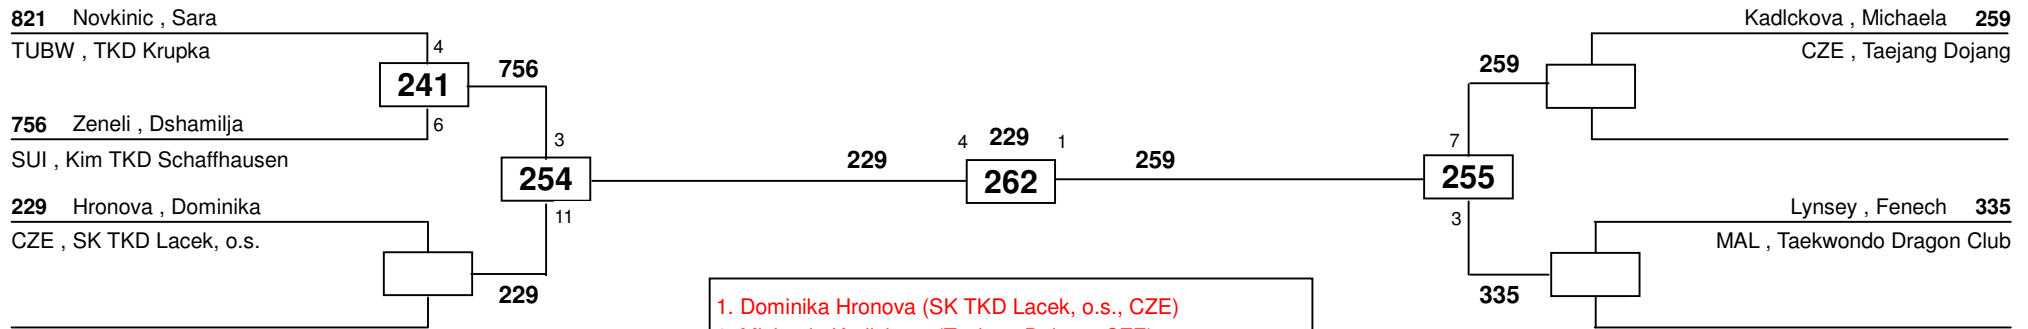 821 Novkinic , Sara
TUBW , TKD Krupka
4
241
756
6
756 Zeneli , Dshamilja
SUI , Kim TKD Schaffhausen
3
254
11
229 Hronova , Dominika
CZE , SK TKD Lacek, o.s.
229
229
4 229 1
262
259
Kadlckova , Michaela 259
CZE , Taejang Dojang
259
7
255
3
Lynsey , Fenech 335
MAL , Taekwondo Dragon Club
335
1. Dominika Hronova (SK TKD Lacek, o.s., CZE)